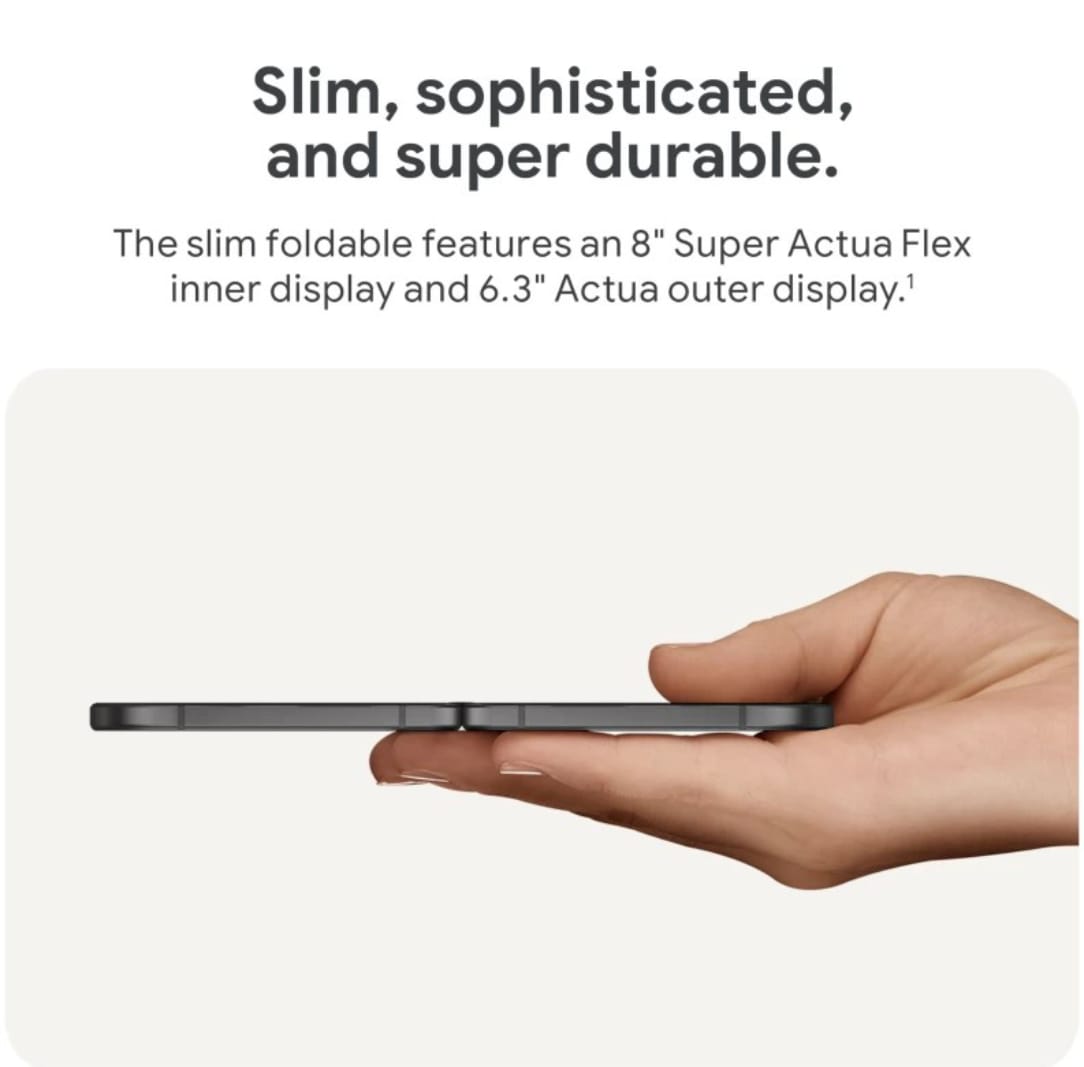 Slim, sophisticated,
and super durable.
The slim foldable features an 8" Super Actua Flex
inner display and 6.3" Actua outer display.¹